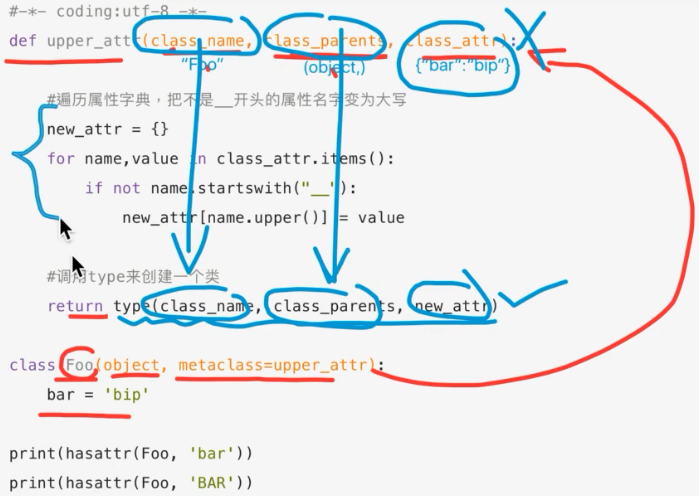 #-*- coding:utf-8 -*-
def upper_attr(class_name, class_parents, class_attr):
"Foo" (object,) {"bar":"bip"}
#遍历属性字典，把不是__开头的属性名字变为大写
new_attr = {}
for name,value in class_attr.items():
if not name.startswith("__"):
new_attr[name.upper()] = value
#调用type来创建一个类
return type(class_name, class_parents, new_attr)
class Foo(object, metaclass=upper_attr):
bar = 'bip'
print(hasattr(Foo, 'bar'))
print(hasattr(Foo, 'BAR'))